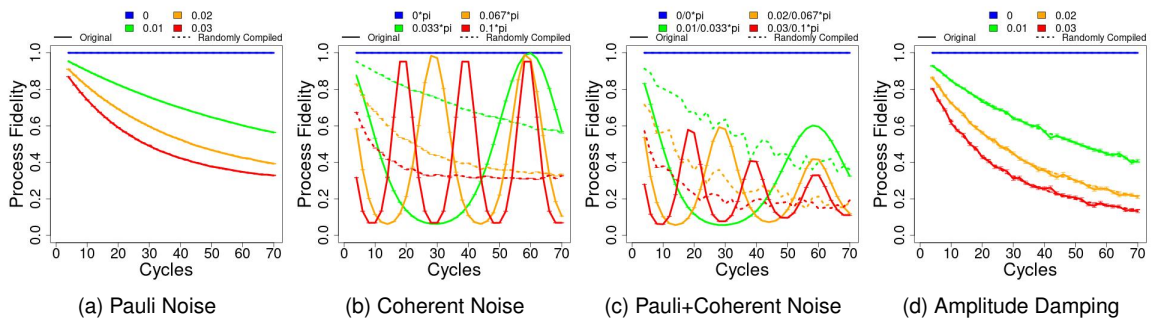 0 0.02
0.01 0.03
Original Randomly Compiled
Process Fidelity
1.0
0.8
0.6
0.4
0.2
0.0
0 10 20 30 40 50 60 70
Cycles
(a) Pauli Noise
0*pi 0.067*pi
0.033*pi 0.1*pi
Original Randomly Compiled
Process Fidelity
1.0
0.8
0.6
0.4
0.2
0.0
0 10 20 30 40 50 60 70
Cycles
(b) Coherent Noise
0/0*pi 0.02/0.067*pi
0.01/0.033*pi 0.03/0.1*pi
Original Randomly Compiled
Process Fidelity
1.0
0.8
0.6
0.4
0.2
0.0
0 10 20 30 40 50 60 70
Cycles
(c) Pauli+Coherent Noise
0 0.02
0.01 0.03
Original Randomly Compiled
Process Fidelity
1.0
0.8
0.6
0.4
0.2
0.0
0 10 20 30 40 50 60 70
Cycles
(d) Amplitude Damping